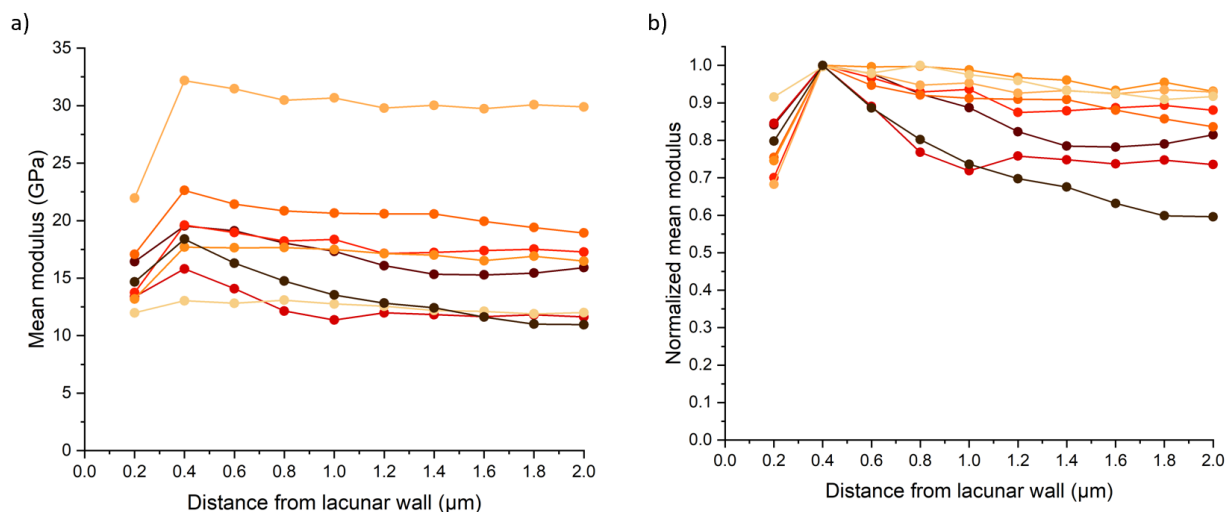 a)
35
30
25
20
15
10
5
0
Mean modulus (GPa)
0.0 0.2 0.4 0.6 0.8 1.0 1.2 1.4 1.6 1.8 2.0
Distance from lacunar wall (µm)
b)
1.0
0.9
0.8
0.7
0.6
0.5
0.4
0.3
0.2
0.1
0.0
Normalized mean modulus
0.0 0.2 0.4 0.6 0.8 1.0 1.2 1.4 1.6 1.8 2.0
Distance from lacunar wall (µm)